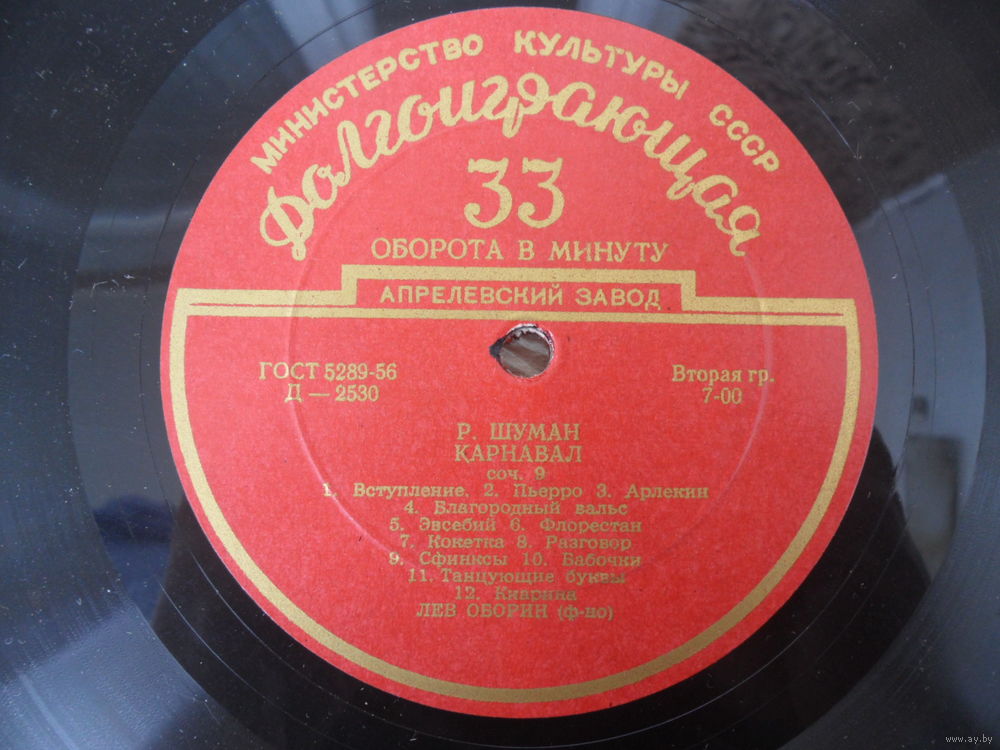 МИНИСТЕРСТВО КУЛЬТУРЫ СССР
Долгоиграющая
33
ОБОРОТА В МИНУТУ
АПРЕЛЕВСКИЙ ЗАВОД
ГОСТ 5289-56
Д — 2530
Вторая гр.
7-00
Р. ШУМАН
КАРНАВАЛ
соч. 9
1. Вступление. 2. Пьерро 3. Арлекин
4. Благородный вальс
5. Эвсебий 6. Флорестан
7. Кокетка 8. Разговор
9. Сфинксы 10. Бабочки
11. Танцующие буквы
12. Киарина
ЛЕВ ОБОРИН (ф-но)
www.ay.by